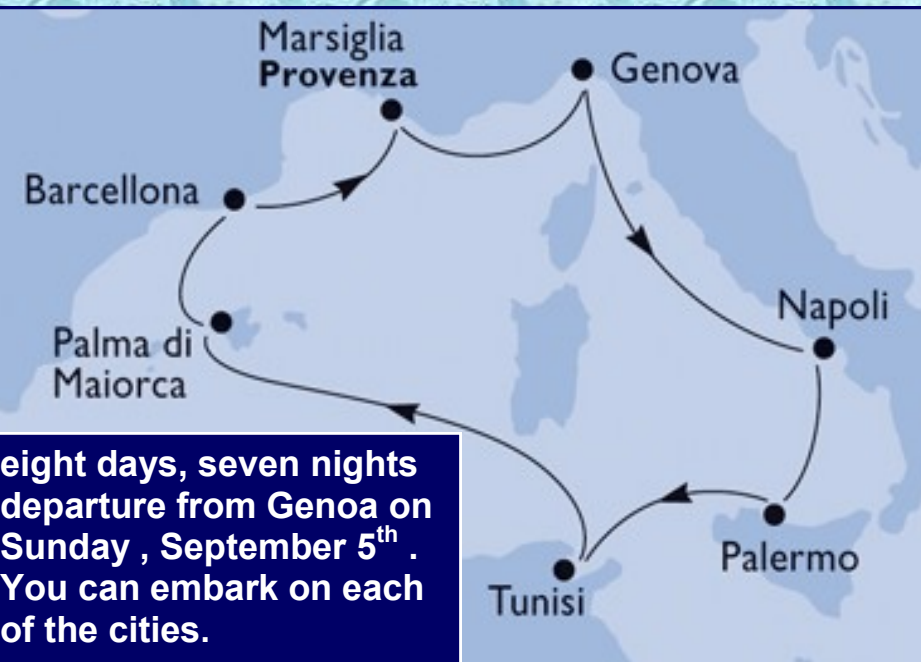 Marsiglia
Provenza
Genova
Barcellona
Napoli
Palma di
Maiorca
eight days, seven nights
departure from Genoa on
Sunday , September 5th .
You can embark on each
of the cities.
Palermo
Tunisi